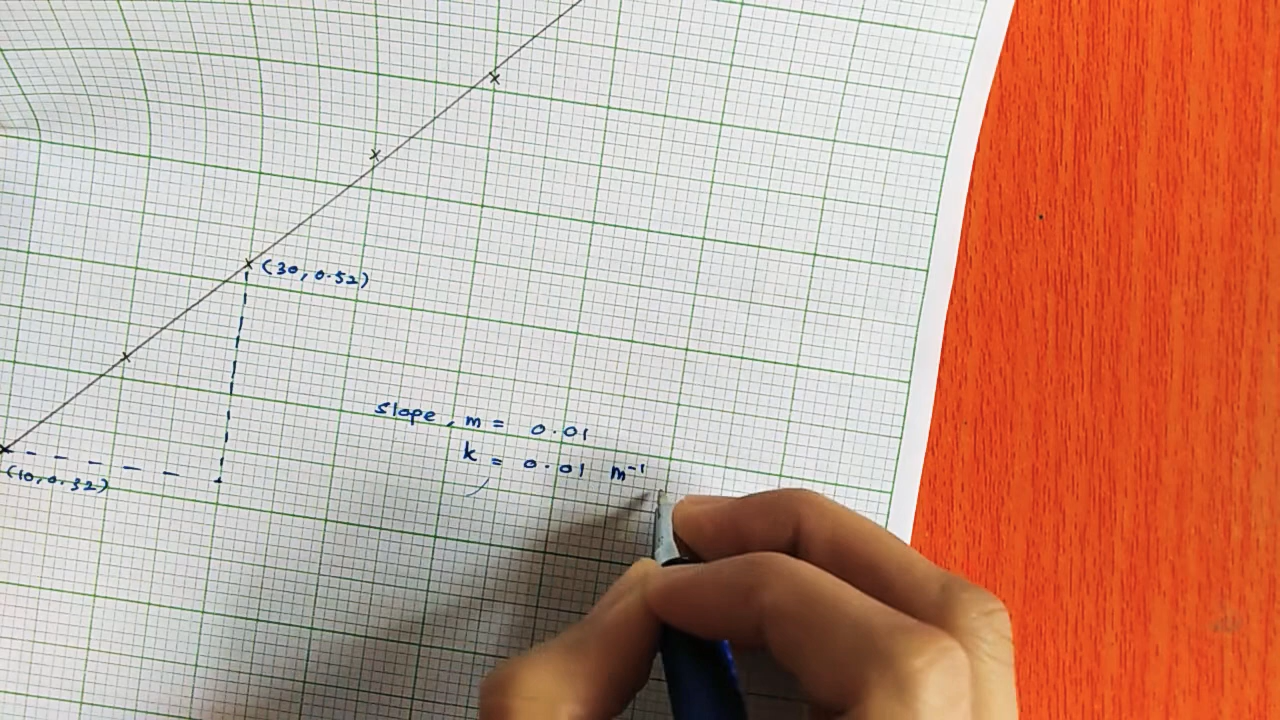 (30, 0.52)
slope, m = 0.01
k = 0.01 m⁻¹
(10, 0.32)